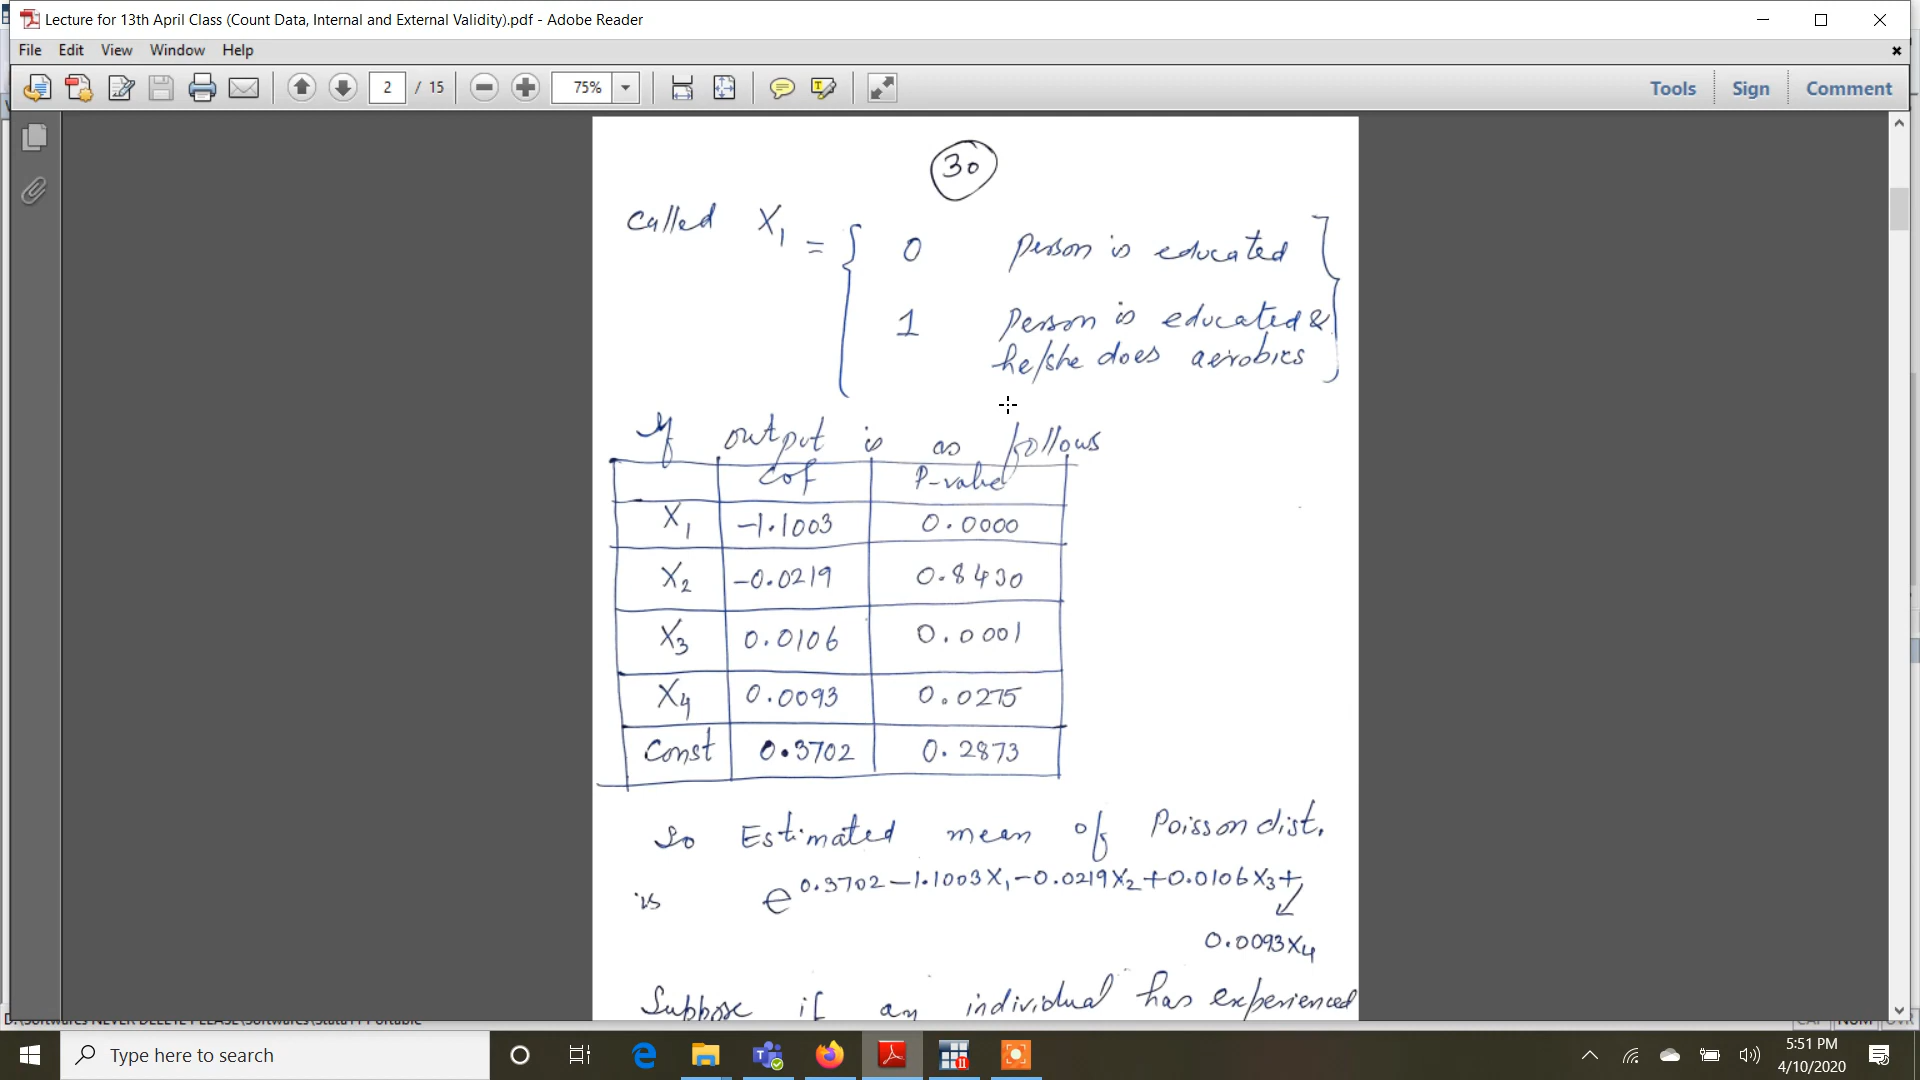 Lecture for 13th April Class (Count Data, Internal and External Validity).pdf - Adobe Reader
File Edit View Window Help
2 / 15 75% Tools Sign Comment
30
Called X1 = { 0 Person is educated
1 Person is educated &
he/she does aerobics }
If output is as follows
Cof P-value
X1 -1.1003 0.0000
X2 -0.0219 0.8430
X3 0.0106 0.0001
X4 0.0093 0.0275
Const 0.3702 0.2873
So Estimated mean of Poisson dist.
is e^0.3702-1.1003X1-0.0219X2+0.0106X3+
0.0093X4
Suppose if an individual has experienced
Type here to search
5:51 PM
4/10/2020